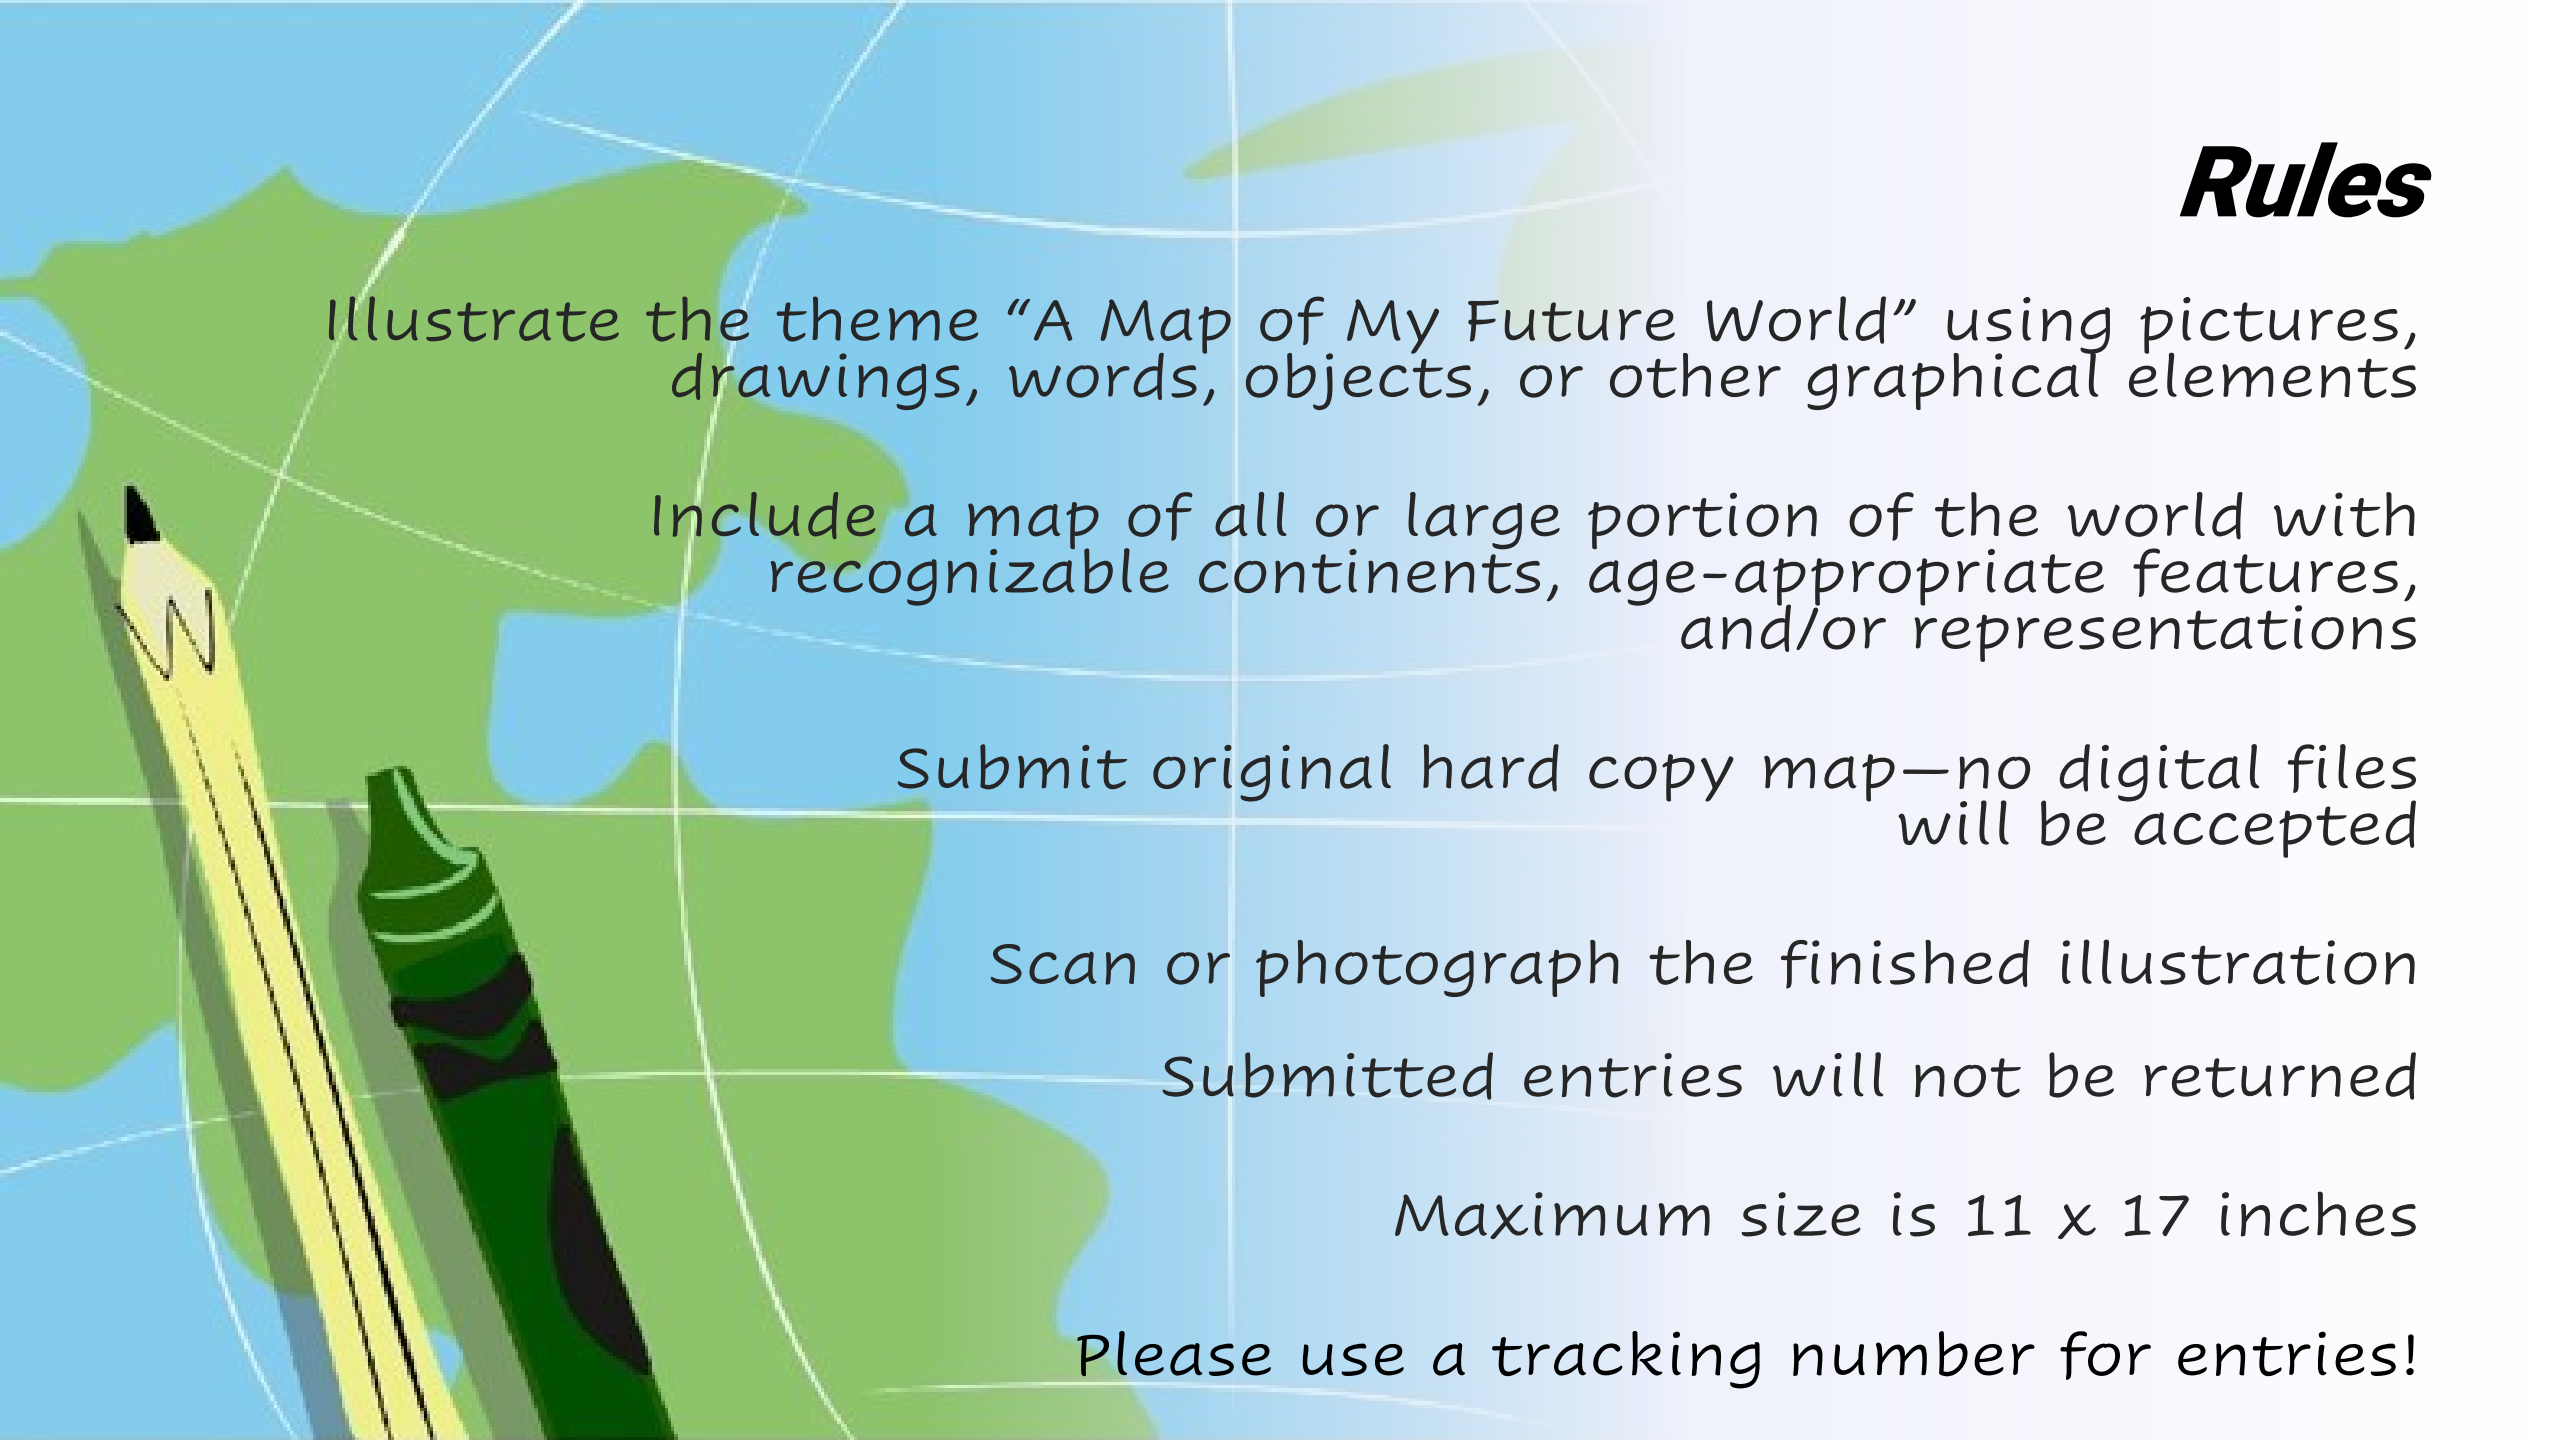 Rules
Illustrate the theme “A Map of My Future World” using pictures,
drawings, words, objects, or other graphical elements
Include a map of all or large portion of the world with
recognizable continents, age-appropriate features,
and/or representations
Submit original hard copy map—no digital files
will be accepted
Scan or photograph the finished illustration
Submitted entries will not be returned
Maximum size is 11 x 17 inches
Please use a tracking number for entries!